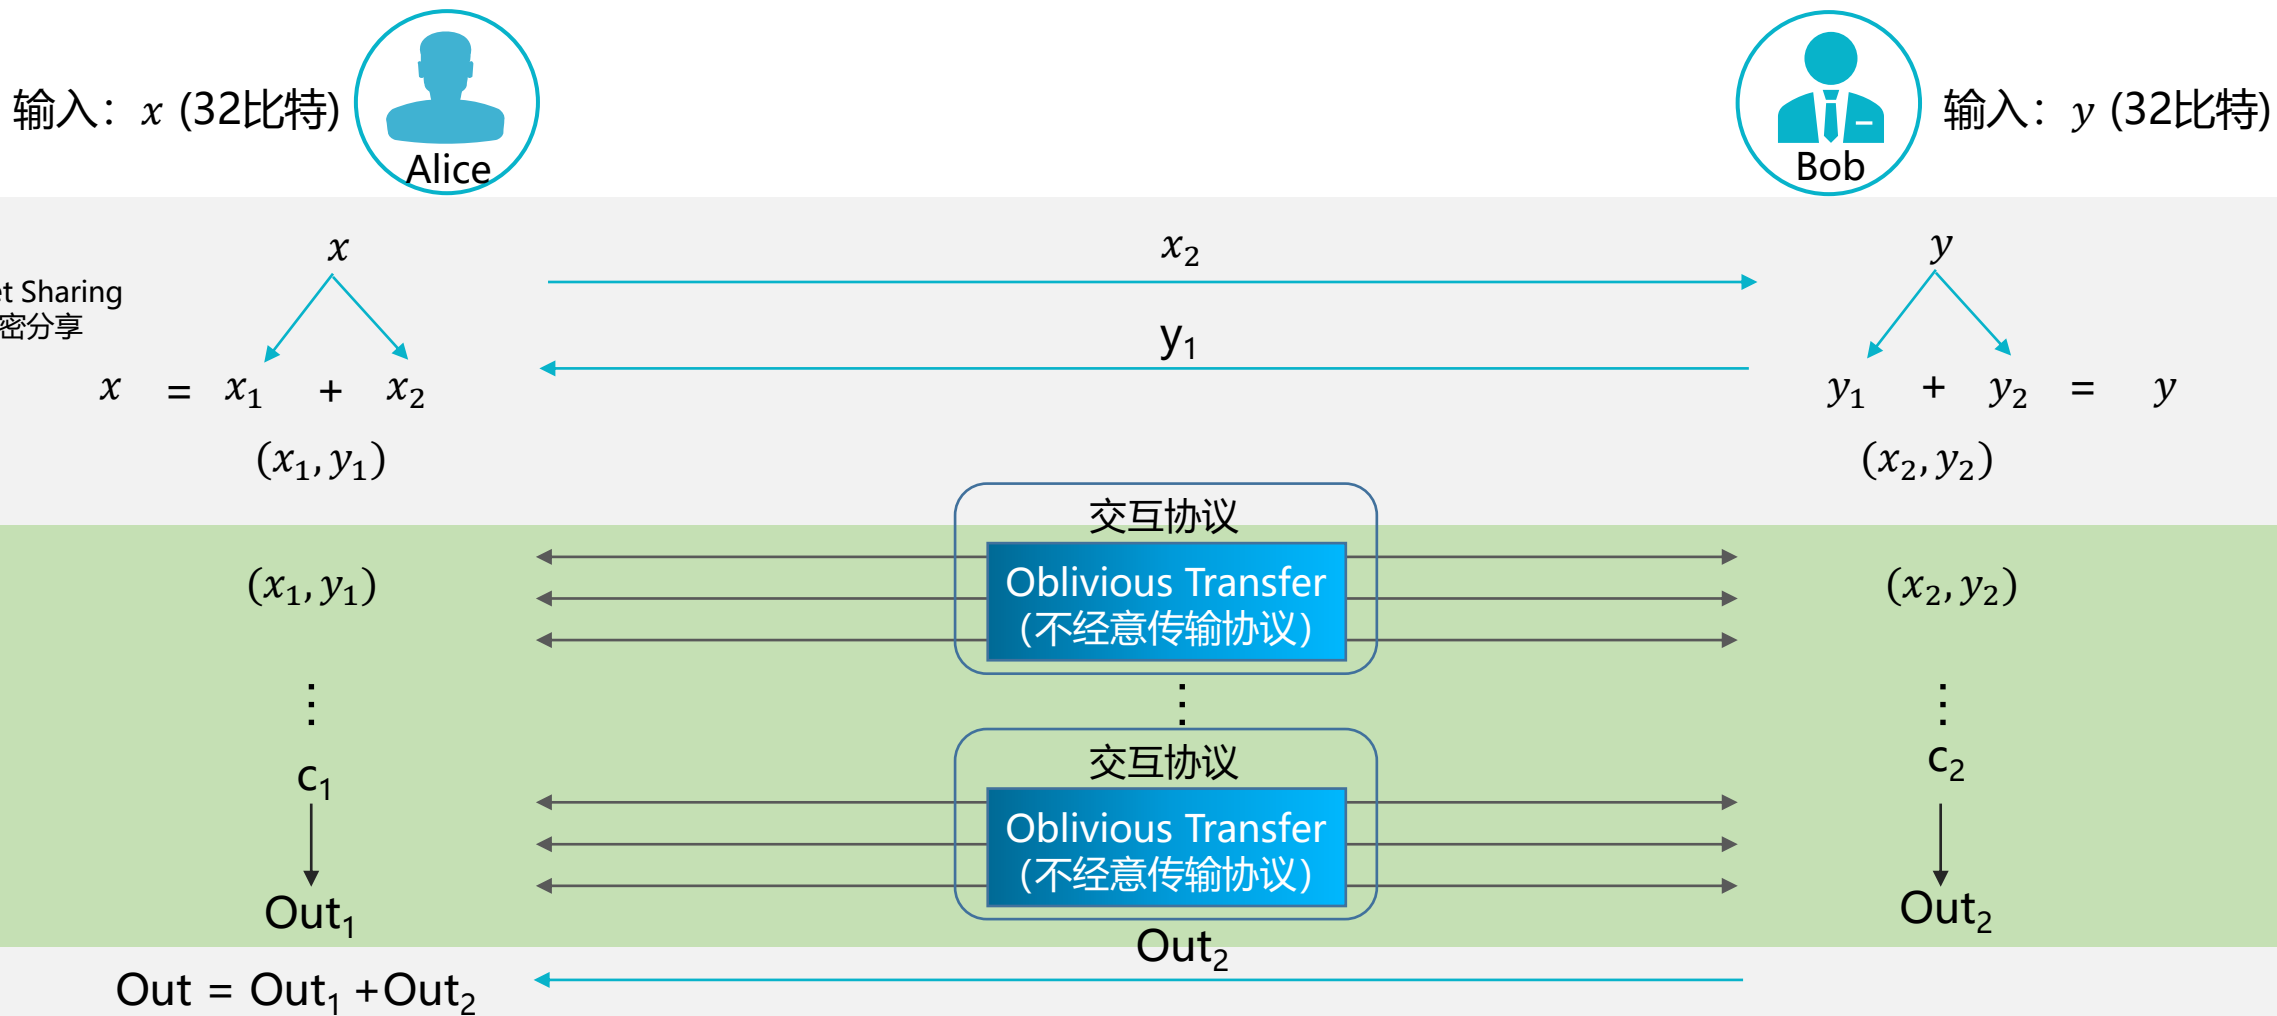 输入：x (32比特)
Alice
Bob
输入：y (32比特)
x
x₂
y
et Sharing
密分享
y₁
x = x₁ + x₂
y₁ + y₂ = y
(x₁, y₁)
(x₂, y₂)
交互协议
(x₁, y₁)
Oblivious Transfer
（不经意传输协议）
(x₂, y₂)
⋮
⋮
⋮
c₁
交互协议
c₂
Oblivious Transfer
（不经意传输协议）
Out₁
Out₂
Out₂
Out = Out₁ +Out₂